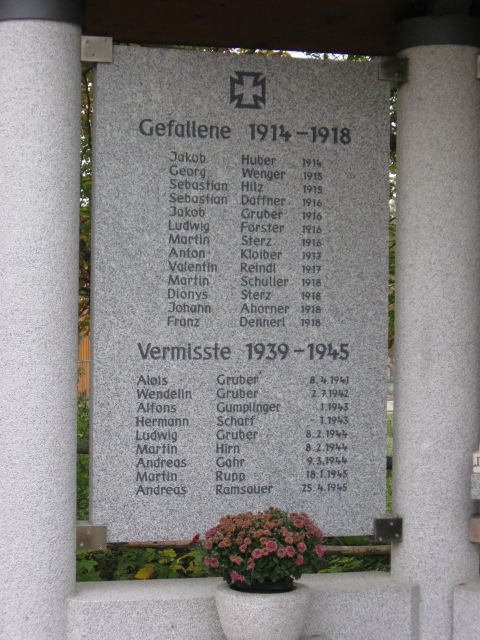 Gefallene 1914-1918
Jakob Huber 1914
Georg Wenger 1915
Sebastian Hilz 1915
Sebastian Daffner 1916
Jakob Gruber 1916
Ludwig Forster 1916
Martin Sterz 1916
Anton Kloiber 1917
Valentin Reindl 1917
Martin Schuller 1918
Dionys Sterz 1918
Johann Ahorner 1918
Franz Dennerl 1918
Vermisste 1939-1945
Alois Gruber 8.4.1941
Wendelin Gruber 2.7.1942
Alfons Gumplinger 1.1943
Hermann Scharf 1.1943
Ludwig Gruber 8.2.1944
Martin Hirn 8.2.1944
Andreas Gahr 9.3.1944
Martin Rupp 18.1.1945
Andreas Ramsauer 25.4.1945